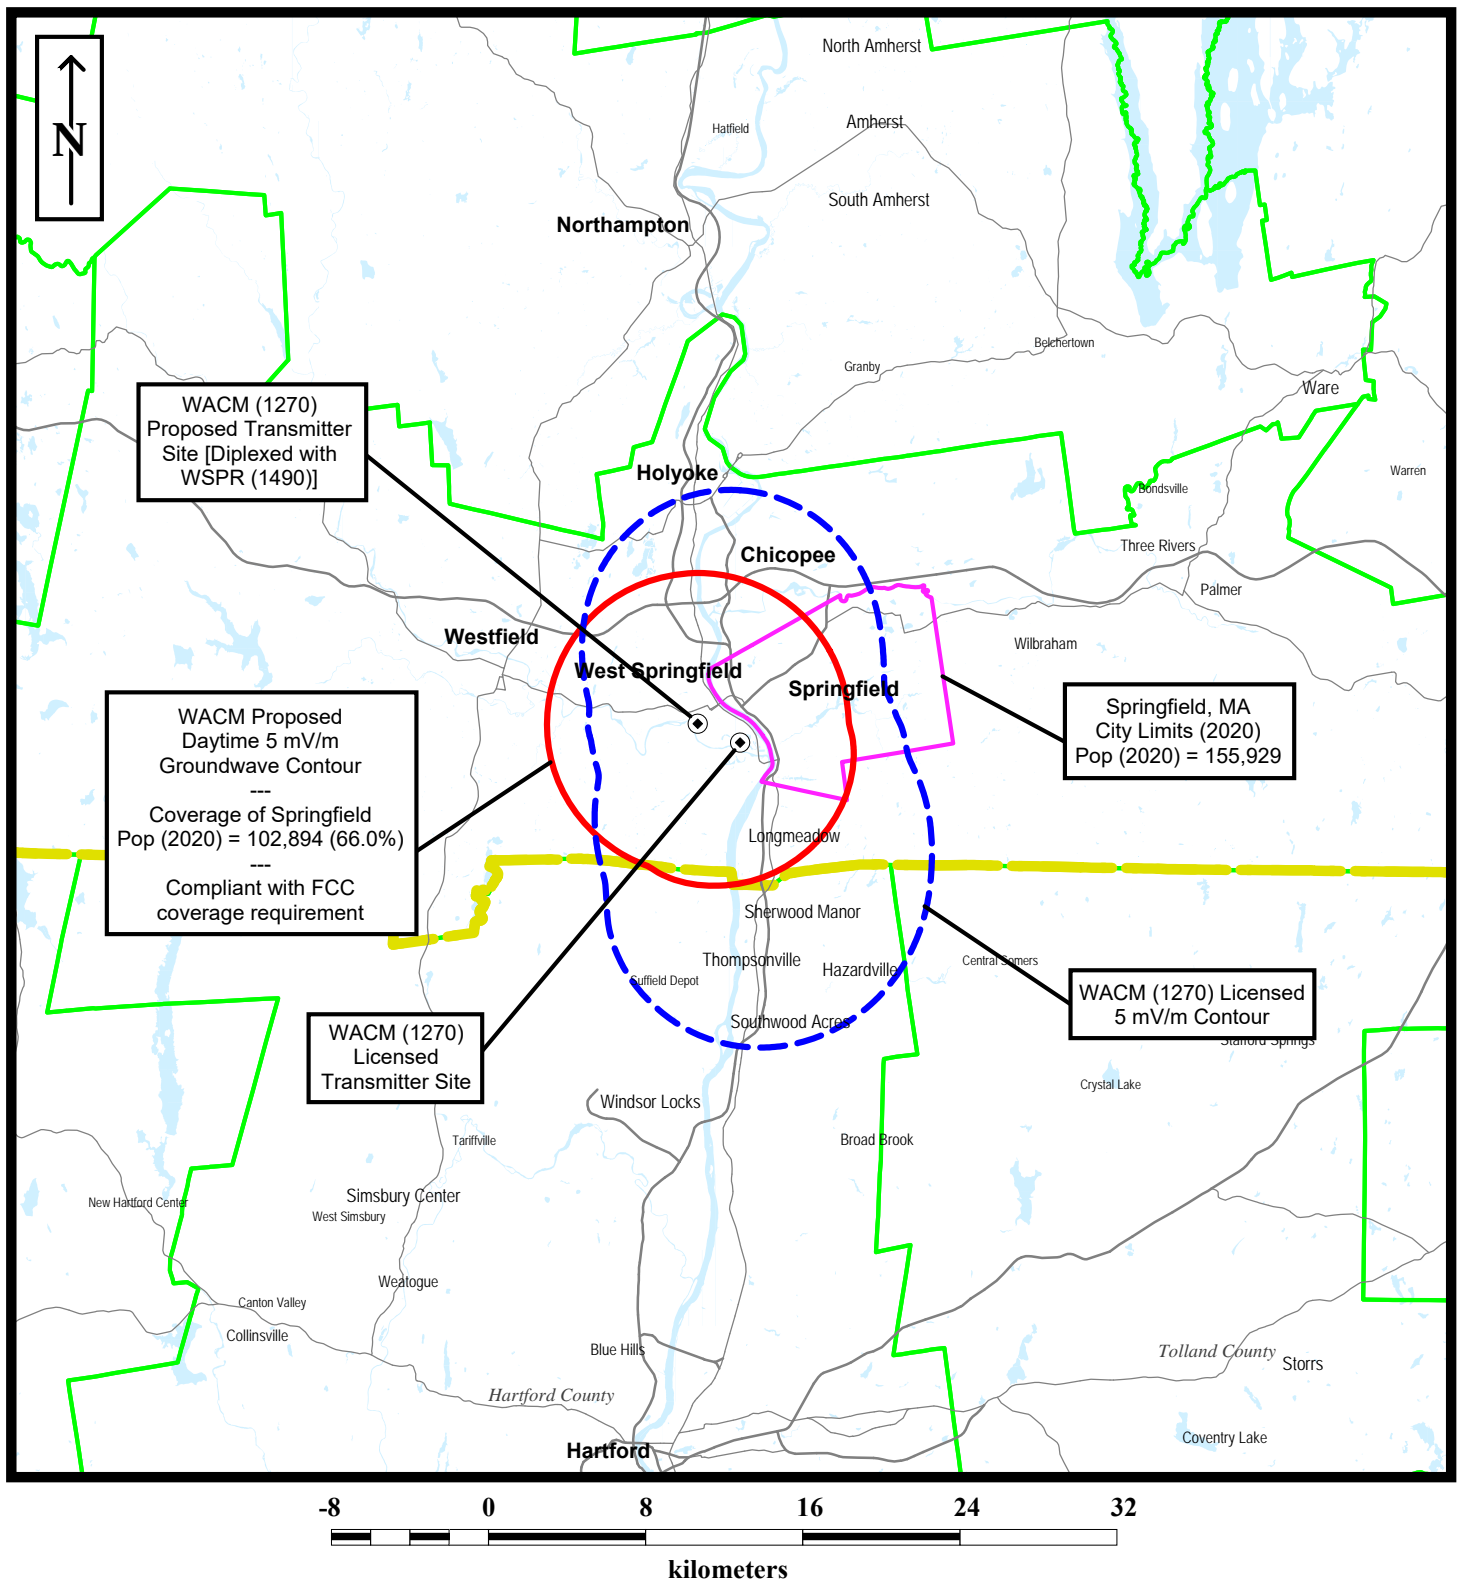 North Amherst
N
Hatfield
Amherst
South Amherst
Northampton
Belchertown
Granby
Ware
WACM (1270)
Proposed Transmitter
Site [Diplexed with
WSPR (1490)]
Holyoke
Warren
Bondsville
Three Rivers
Chicopee
Palmer
Westfield
Wilbraham
West Springfield
Springfield
WACM Proposed
Daytime 5 mV/m
Groundwave Contour
---
Coverage of Springfield
Pop (2020) = 102,894 (66.0%)
---
Compliant with FCC
coverage requirement
Springfield, MA
City Limits (2020)
Pop (2020) = 155,929
Longmeadow
Sherwood Manor
Thompsonville
Hazardville
Central Somers
Suffield Depot
WACM (1270) Licensed
5 mV/m Contour
Southwood Acres
Stafford Springs
WACM (1270)
Licensed
Transmitter Site
Crystal Lake
Windsor Locks
Tariffville
Broad Brook
Simsbury Center
New Hartford Center
West Simsbury
Weatogue
Canton Valley
Collinsville
Blue Hills
Tolland County
Storrs
Hartford County
Coventry Lake
Hartford
-8 0 8 16 24 32
kilometers